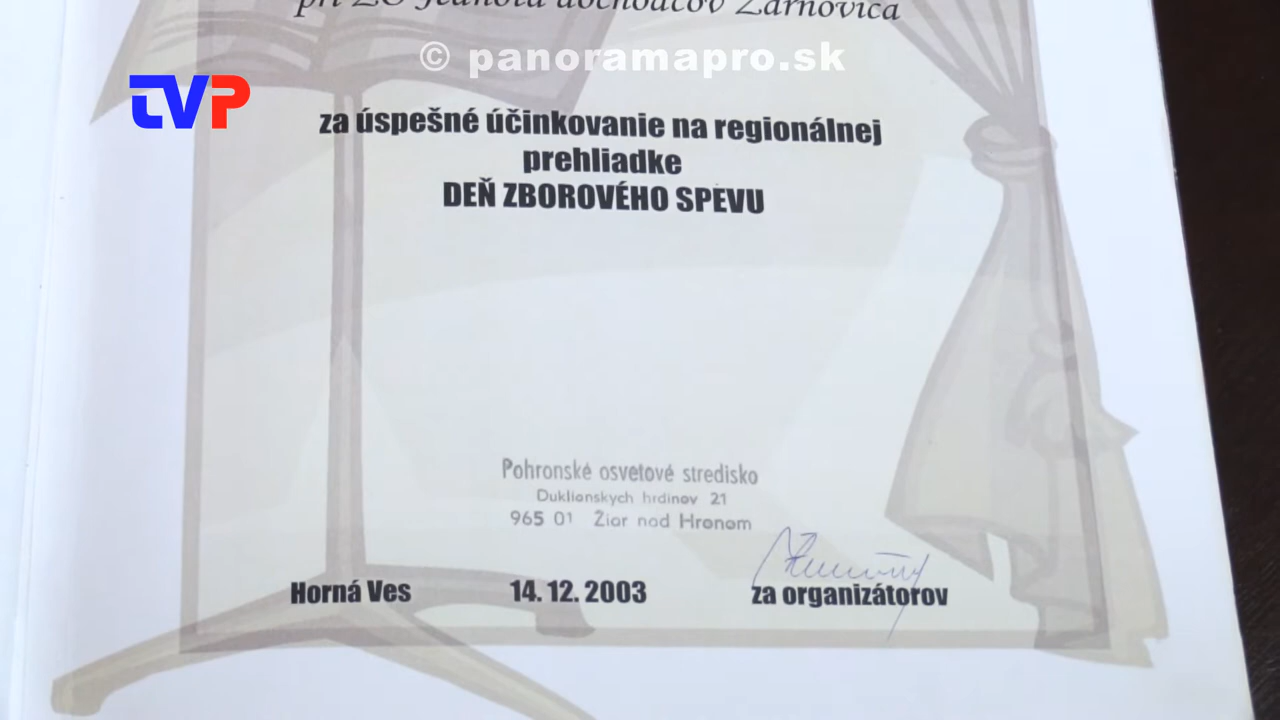 pri ZO Jednota dôchodcov Žarnovica
© panoramapro.sk
TVP
za úspešné účinkovanie na regionálnej
prehliadke
DEŇ ZBOROVÉHO SPEVU
Pohronské osvetové stredisko
Duklianskych hrdinov 21
965 01 Žiar nad Hronom
Horná Ves 14. 12. 2003 za organizátorov